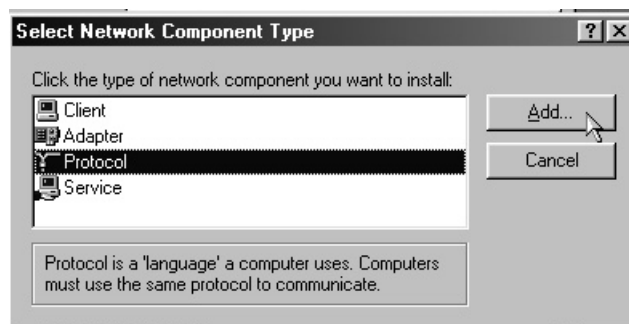 Select Network Component Type
Click the type of network component you want to install:
Client
Adapter
Protocol
Service
Add...
Cancel
Protocol is a 'language' a computer uses. Computers
must use the same protocol to communicate.